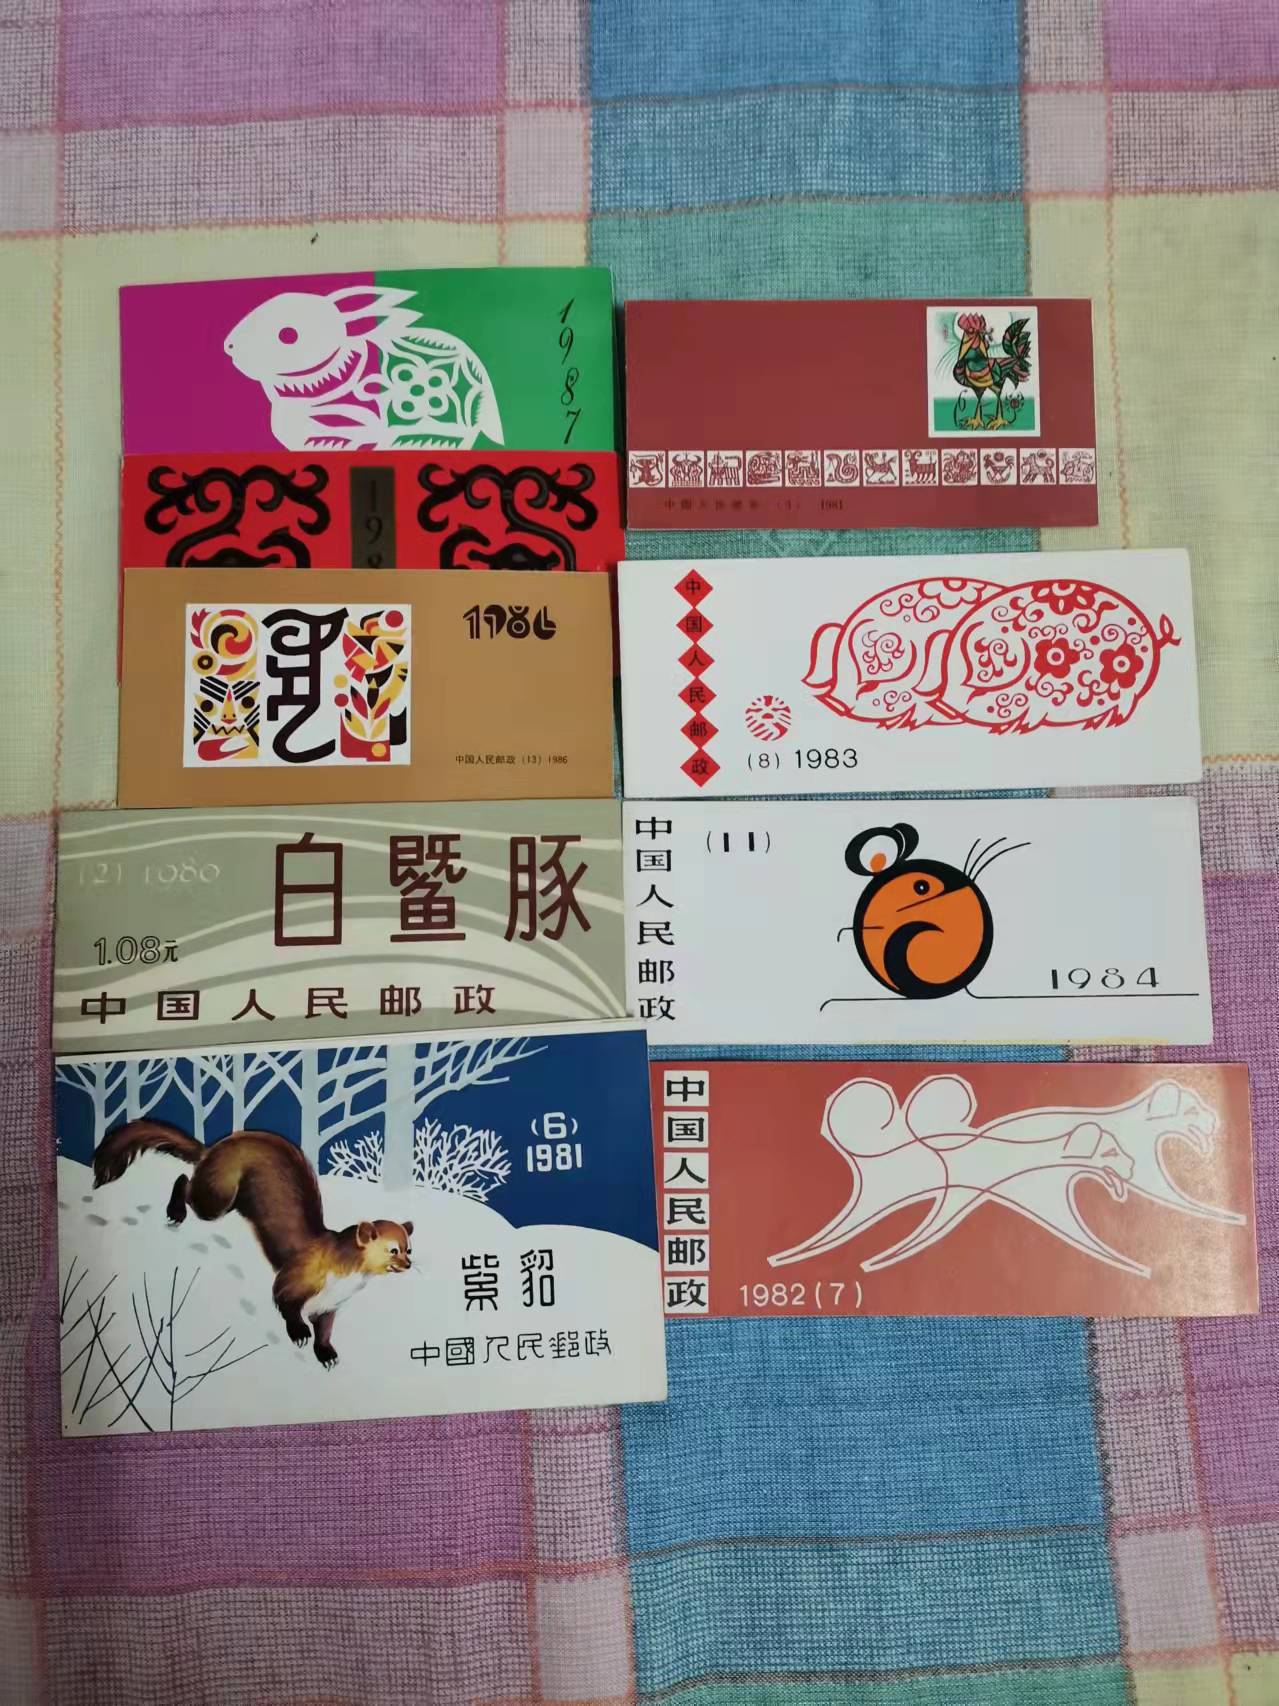 1987
198
1986
中国人民邮政(13)1986
(2)1980
白鱀豚
1.08元
中国人民邮政
(6)
1981
紫貂
中國人民郵政
中国人民邮政 (3) 1981
中国人民邮政
(8) 1983
中国人民邮政
(11)
1984
中国人民邮政
1982(7)